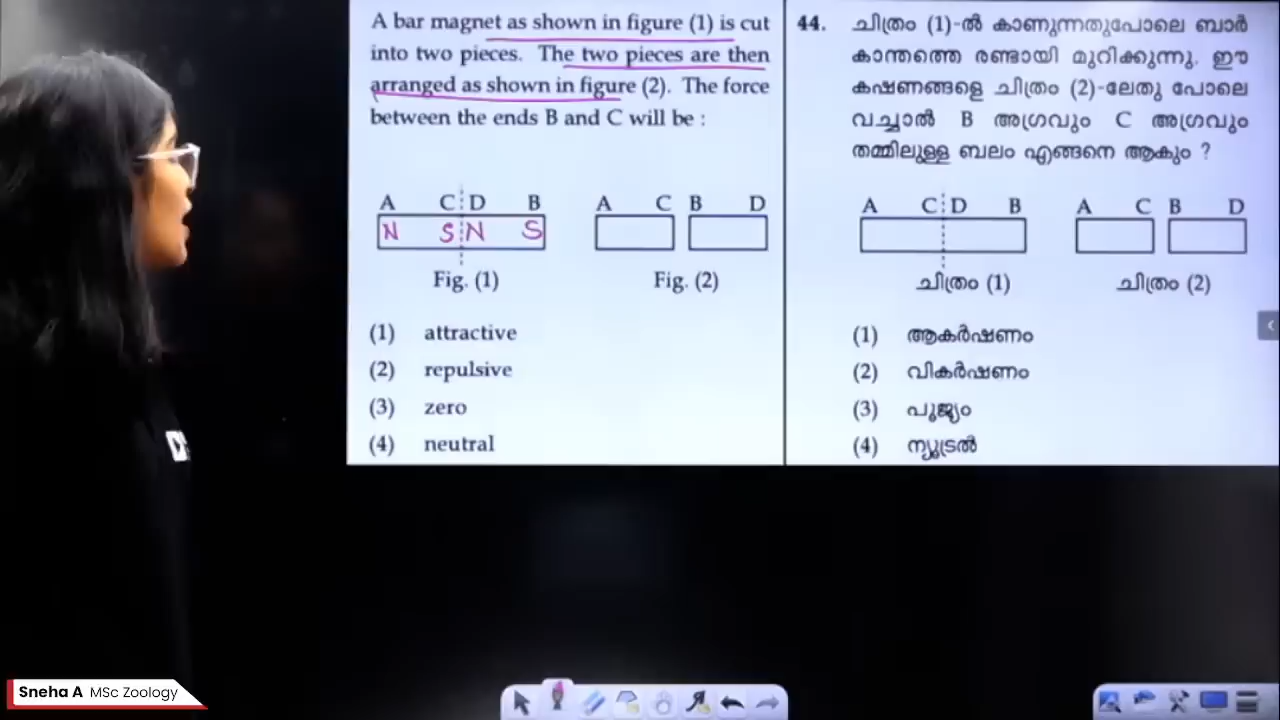 A bar magnet as shown in figure (1) is cut
into two pieces. The two pieces are then
arranged as shown in figure (2). The force
between the ends B and C will be :
A C D B A C B D
N S N S
Fig. (1) Fig. (2)
(1) attractive
(2) repulsive
(3) zero
(4) neutral
44. ചിത്രം (1)-ൽ കാണുന്നതുപോലെ ബാർ
കാന്തത്തെ രണ്ടായി മുറിക്കുന്നു. ഈ
കഷണങ്ങളെ ചിത്രം (2)-ലേതു പോലെ
വച്ചാൽ B അഗ്രവും C അഗ്രവും
തമ്മിലുള്ള ബലം എങ്ങനെ ആകും ?
A C D B A C B D
ചിത്രം (1) ചിത്രം (2)
(1) ആകർഷണം
(2) വികർഷണം
(3) പൂജ്യം
(4) ന്യൂട്രൽ
Sneha A MSc Zoology